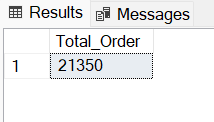 Results Messages
Total_Order
1 21350